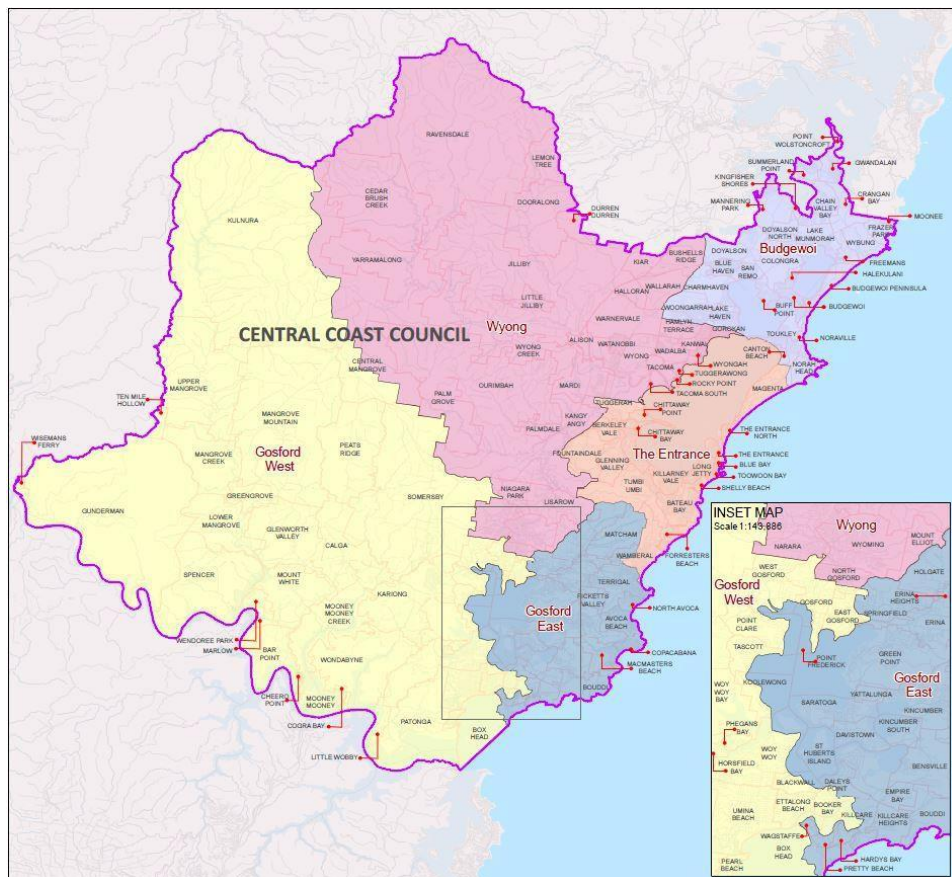 POINT
WOLSTONCROFT
SUMMERLAND
POINT
GWANDALAN
KINGFISHER
SHORES
MANNERING
PARK
CHAIN
VALLEY
BAY
CRANGAN
BAY
MOONEE
FRAZER
PARK
RAVENSDALE
LEMON
TREE
CEDAR
BRUSH
CREEK
DOORALONG
DURREN
DURREN
KULNURA
YARRAMALONG
JILLIBY
KIAR
BUSHELLS
RIDGE
DOYALSON
NORTH
LAKE
MUNMORAH
WYBUNG
DOYALSON
Budgewoi
COLONGRA
BLUE
HAVEN
SAN
REMO
FREEMANS
HALEKULANI
BUDGEWOI PENINSULA
WALLARAH
CHARMHAVEN
HALLORAN
LITTLE
JILLIBY
BUFF
POINT
BUDGEWOI
WOONGARRAH
LAKE
HAVEN
WARNERVALE
HAMLYN
TERRACE
GOROKAN
TOUKLEY
NORAVILLE
CENTRAL COAST COUNCIL
Wyong
ALISON
WATANOBBI
WYONG
CREEK
WYONG
WADALBA
KANWAL
CANTON
BEACH
NORAH
HEAD
WYONGAH
TUGGERAWONG
ROCKY POINT
TACOMA
TACOMA SOUTH
MAGENTA
CENTRAL
MANGROVE
OURIMBAH
MARDI
PALM
GROVE
TUGGERAH
CHITTAWAY
POINT
UPPER
MANGROVE
TEN MILE
HOLLOW
MANGROVE
MOUNTAIN
KANGY
ANGY
PALMDALE
BERKELEY
VALE
CHITTAWAY
BAY
THE ENTRANCE
NORTH
WISEMANS
FERRY
MANGROVE
CREEK
Gosford
West
PEATS
RIDGE
FOUNTAINDALE
GLENNING
VALLEY
The Entrance
THE ENTRANCE
LONG
JETTY
BLUE BAY
TOOWOON BAY
KILLARNEY
VALE
SHELLY BEACH
TUMBI
UMBI
BATEAU
BAY
GREENGROVE
SOMERSBY
NIAGARA
PARK
LISAROW
GUNDERMAN
LOWER
MANGROVE
GLENWORTH
VALLEY
CALGA
MATCHAM
WAMBERAL
FORRESTERS
BEACH
SPENCER
MOUNT
WHITE
KARIONG
TERRIGAL
PICKETTS
VALLEY
MOONEY
MOONEY
CREEK
Gosford
East
AVOCA
BEACH
NORTH AVOCA
WENDOREE PARK
MARLOW
BAR
POINT
WONDABYNE
COPACABANA
MACMASTERS
BEACH
CHEERO
POINT
MOONEY
MOONEY
BOUDDI
COGRA BAY
PATONGA
BOX
HEAD
LITTLE WOBBY
INSET MAP
Scale 1:143,886
Wyong
MOUNT
ELLIOT
NARARA
WYOMING
WEST
GOSFORD
NORTH
GOSFORD
HOLGATE
Gosford
West
GOSFORD
EAST
GOSFORD
SPRINGFIELD
ERINA
HEIGHTS
POINT
CLARE
ERINA
TASCOTT
POINT
FREDERICK
GREEN
POINT
KOOLEWONG
Gosford
East
WOY
WOY
BAY
SARATOGA
YATTALUNGA
KINCUMBER
KINCUMBER
SOUTH
PHEGANS
BAY
DAVISTOWN
WOY
WOY
ST
HUBERTS
ISLAND
HORSFIELD
BAY
BENSVILLE
BLACKWALL
DALEYS
POINT
EMPIRE
BAY
UMINA
BEACH
ETTALONG
BEACH
BOOKER
BAY
KILLCARE
KILLCARE
HEIGHTS
BOUDDI
WAGSTAFFE
BOX
HEAD
HARDYS BAY
PEARL BEACH
PRETTY BEACH